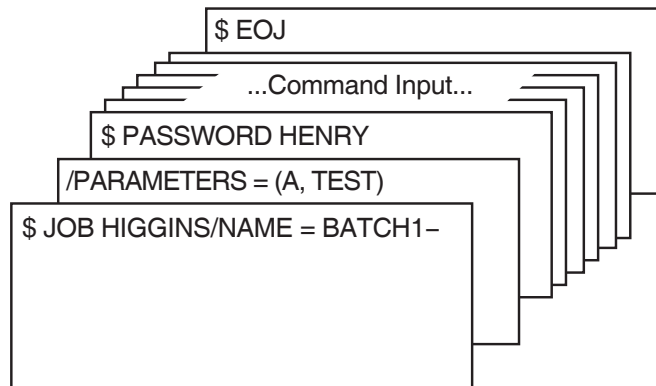 $ EOJ
...Command Input...
$ PASSWORD HENRY
/PARAMETERS = (A, TEST)
$ JOB HIGGINS/NAME = BATCH1–